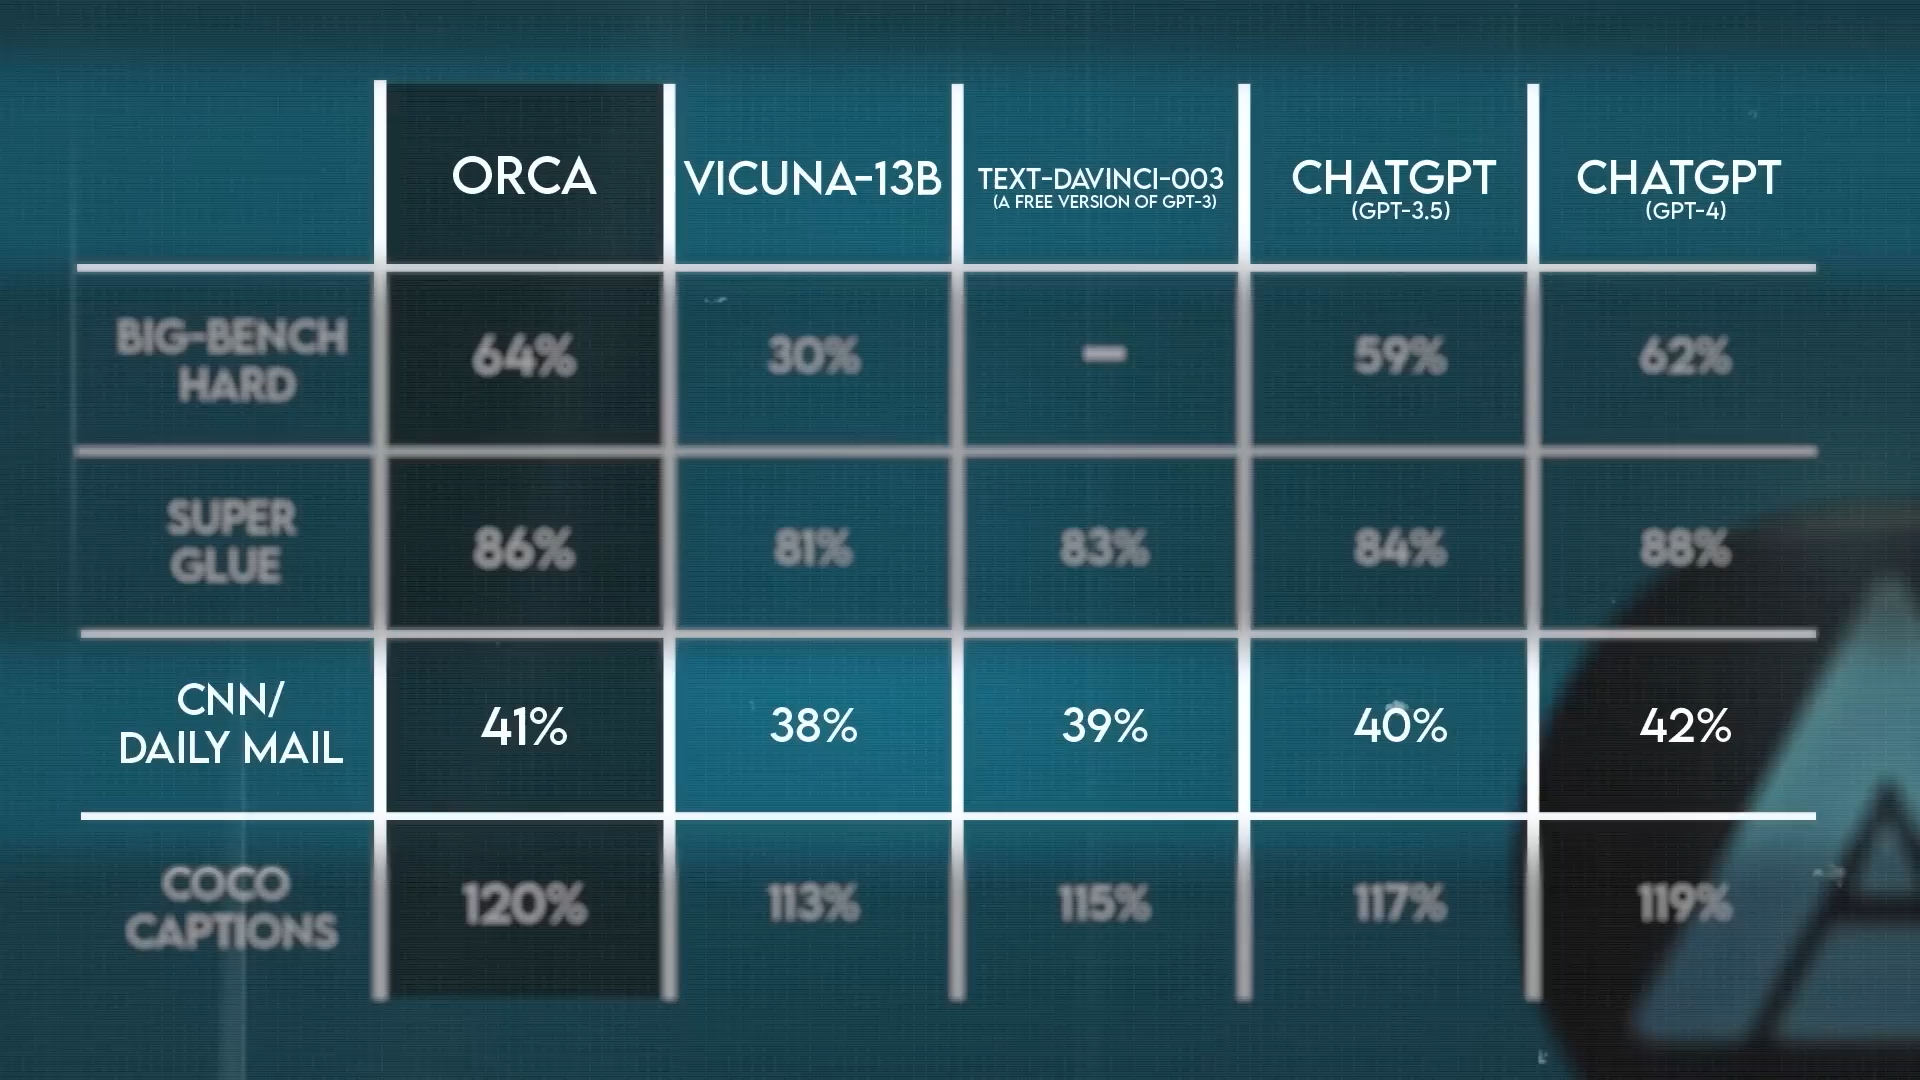 ORCA
VICUNA-13B
TEXT-DAVINCI-003
(A FREE VERSION OF GPT-3)
CHATGPT
(GPT-3.5)
CHATGPT
(GPT-4)
BIG-BENCH
HARD
64%
30%
-
59%
62%
SUPER
GLUE
86%
81%
83%
84%
88%
CNN/
DAILY MAIL
41%
38%
39%
40%
42%
COCO
CAPTIONS
120%
113%
115%
117%
119%